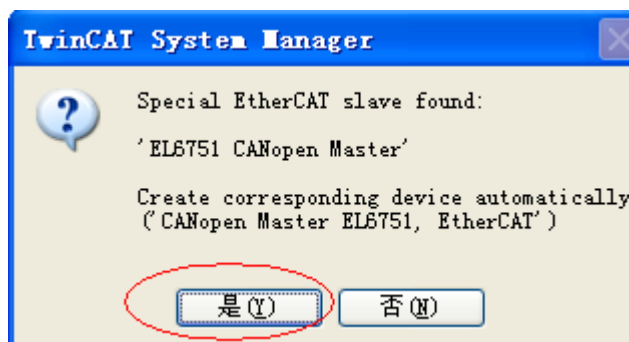 TwinCAT System Manager
Special EtherCAT slave found:
'EL6751 CANopen Master'
Create corresponding device automatically
('CANopen Master EL6751, EtherCAT')
是(Y) 否(N)